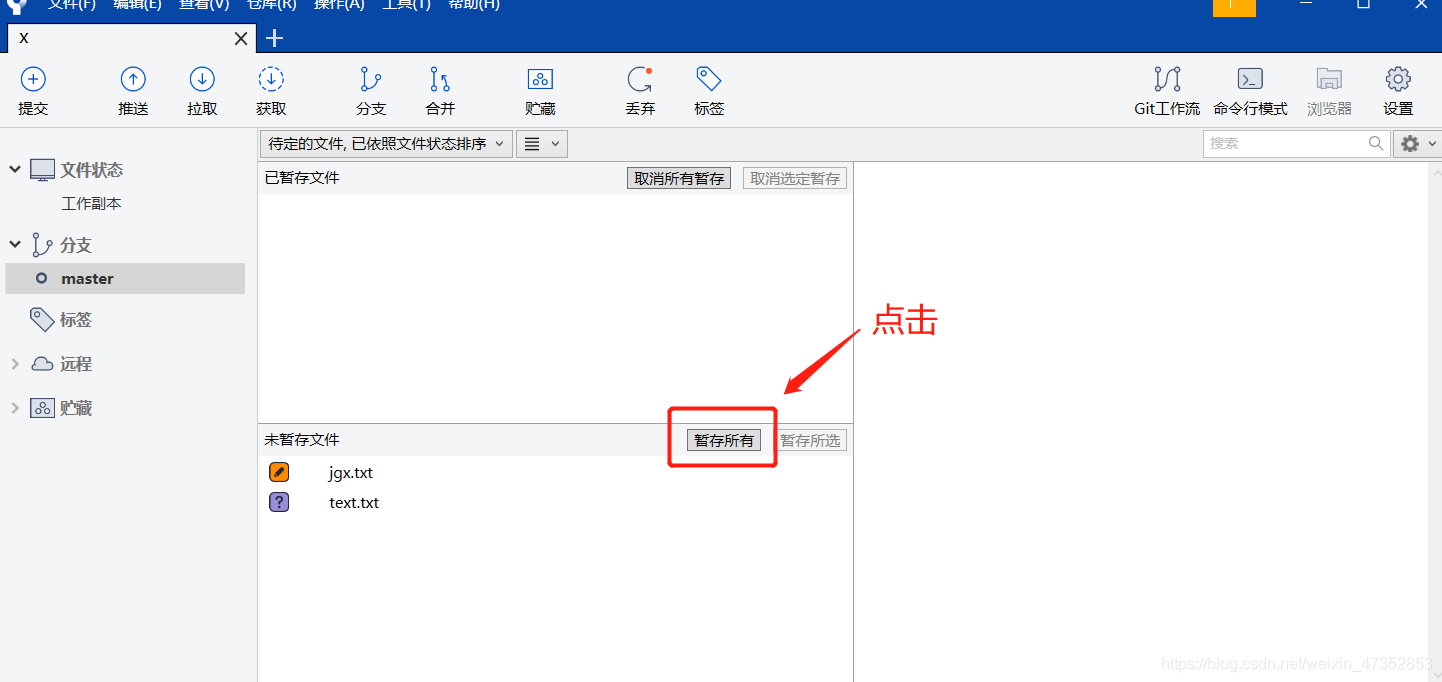 文件(F) 编辑(E) 查看(V) 仓库(R) 操作(A) 工具(T) 帮助(H)
X
提交 推送 拉取 获取 分支 合并 贮藏 丢弃 标签 Git工作流 命令行模式 浏览器 设置
待定的文件, 已依照文件状态排序 搜索
文件状态
工作副本
分支
master
标签
远程
贮藏
已暂存文件 取消所有暂存 取消选定暂存
点击
未暂存文件 暂存所有 暂存所选
jgx.txt
? text.txt
https://blog.csdn.net/weixin_47352853